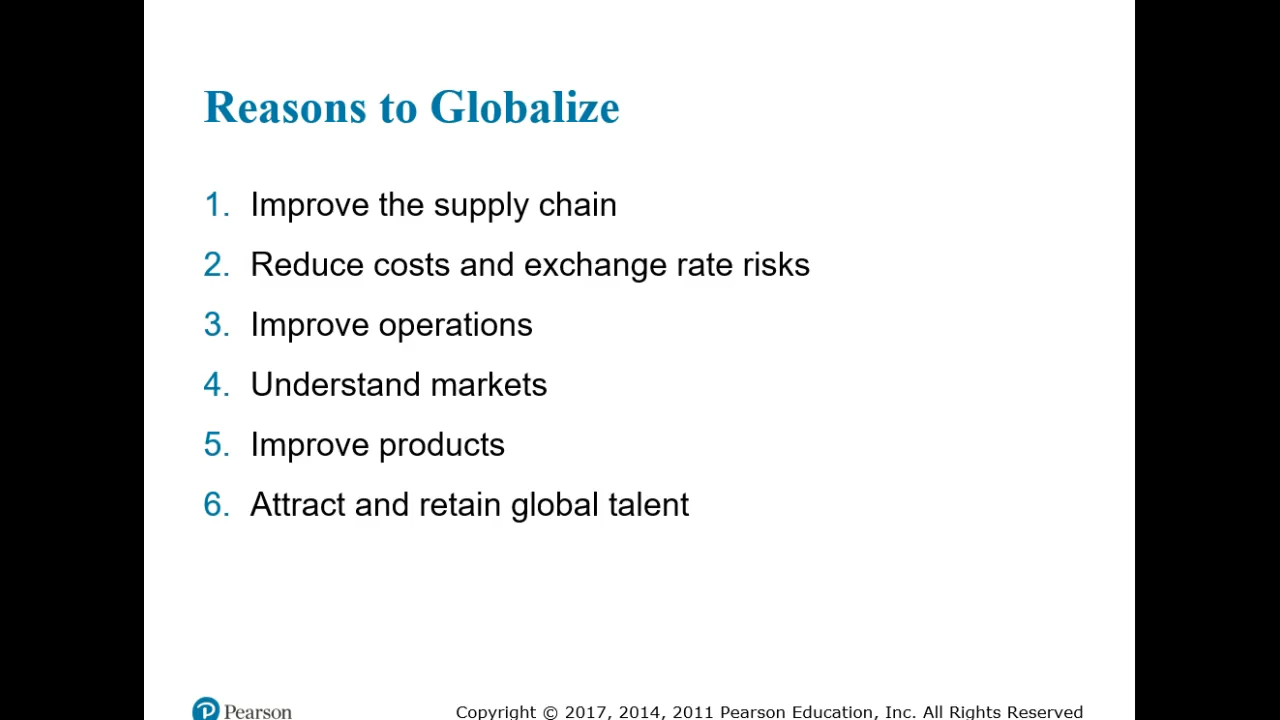 Reasons to Globalize
1. Improve the supply chain
2. Reduce costs and exchange rate risks
3. Improve operations
4. Understand markets
5. Improve products
6. Attract and retain global talent
Pearson
Copyright © 2017, 2014, 2011 Pearson Education, Inc. All Rights Reserved